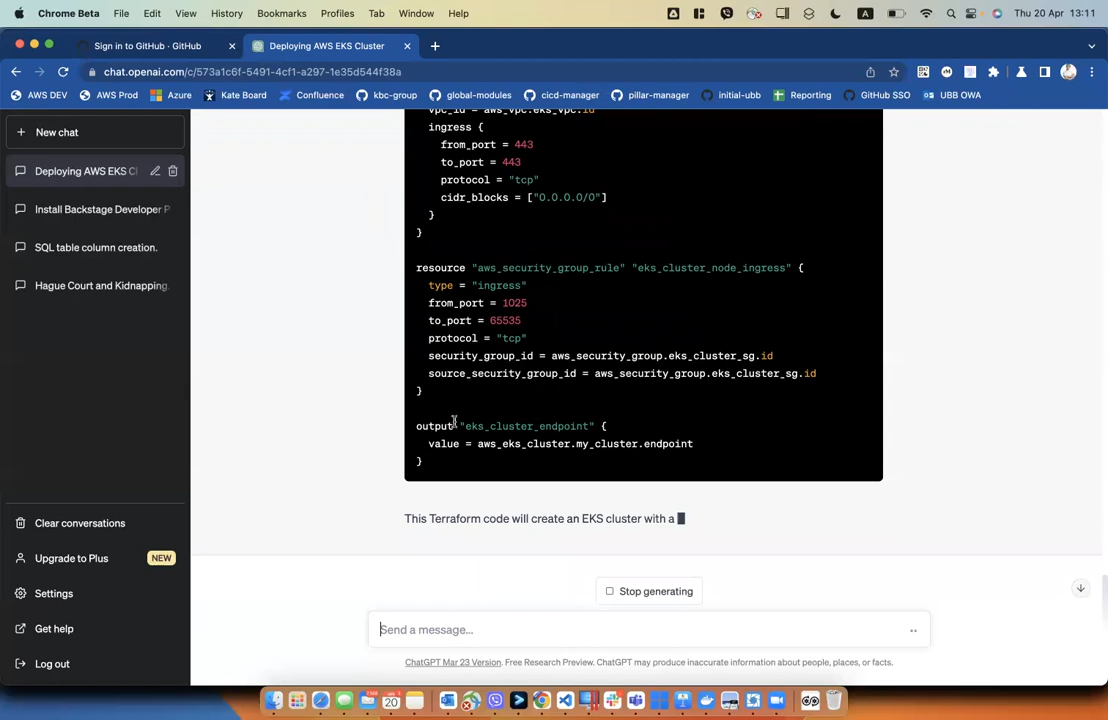 Chrome Beta File Edit View History Bookmarks Profiles Tab Window Help A Thu 20 Apr 13:11
Sign in to GitHub · GitHub Deploying AWS EKS Cluster
chat.openai.com/c/573a1c6f-5491-4cf1-a297-1e35d544f38a
AWS DEV AWS Prod Azure Kate Board Confluence kbc-group global-modules cicd-manager pillar-manager initial-ubb Reporting GitHub SSO UBB OWA
New chat
Deploying AWS EKS Cl
Install Backstage Developer P
SQL table column creation.
Hague Court and Kidnapping.
Clear conversations
Upgrade to Plus NEW
Settings
Get help
Log out
vpc_id = aws_vpc.eks_vpc.id
ingress {
from_port = 443
to_port = 443
protocol = "tcp"
cidr_blocks = ["0.0.0.0/0"]
}
}
resource "aws_security_group_rule" "eks_cluster_node_ingress" {
type = "ingress"
from_port = 1025
to_port = 65535
protocol = "tcp"
security_group_id = aws_security_group.eks_cluster_sg.id
source_security_group_id = aws_security_group.eks_cluster_sg.id
}
output "eks_cluster_endpoint" {
value = aws_eks_cluster.my_cluster.endpoint
}
This Terraform code will create an EKS cluster with a
Stop generating
Send a message...
ChatGPT Mar 23 Version. Free Research Preview. ChatGPT may produce inaccurate information about people, places, or facts.